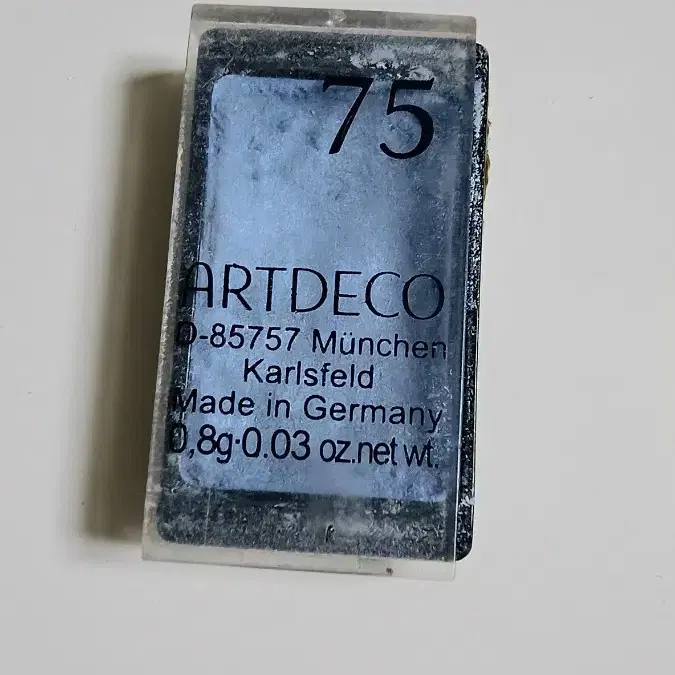 75
ARTDECO
D-85757 München
Karlsfeld
Made in Germany
0,8g·0.03 oz.net wt.